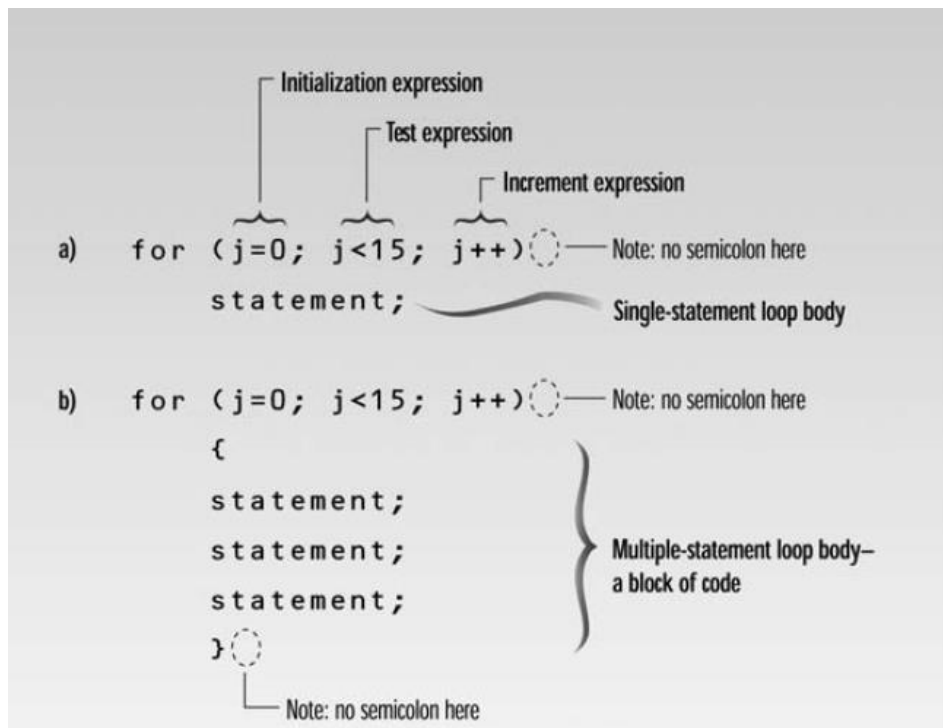 Initialization expression
Test expression
Increment expression
a) for (j=0; j<15; j++) Note: no semicolon here
statement; Single-statement loop body
b) for (j=0; j<15; j++) Note: no semicolon here
{
statement;
statement;
statement;
Multiple-statement loop body–
a block of code
}
Note: no semicolon here